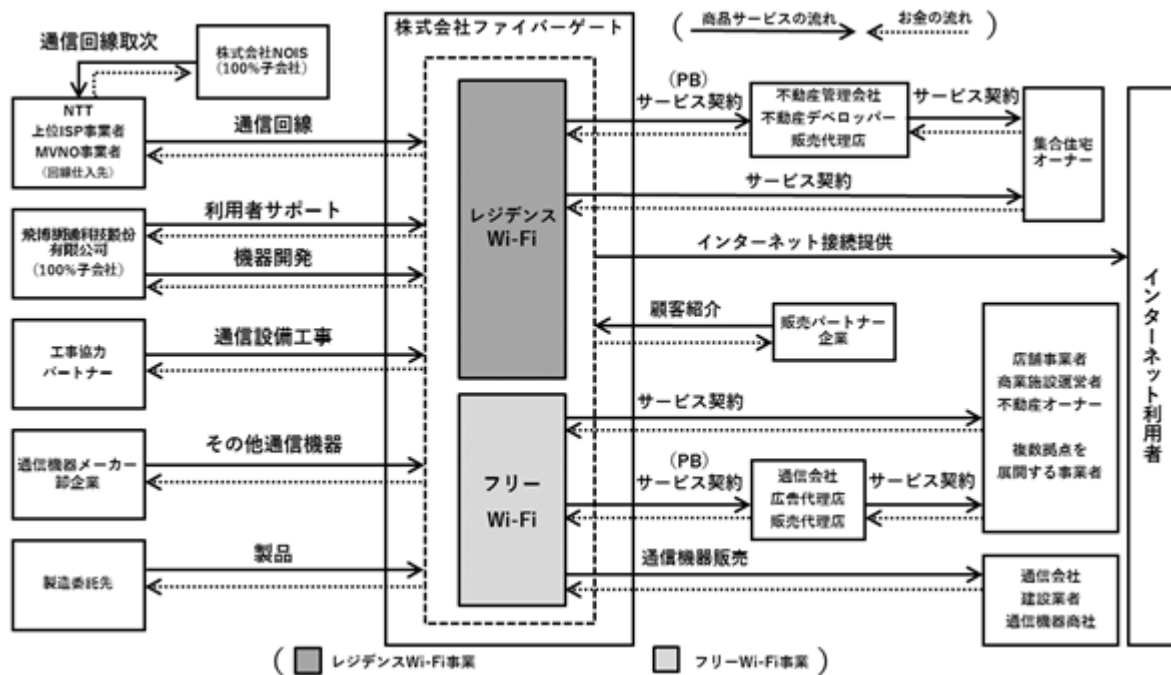 通信回線取次
株式会社NOIS
(100%子会社)
NTT
上位ISP事業者
MVNO事業者
(回線仕入先)
通信回線
有限公司
(100%子会社)
利用者サポート
機器開発
工事協力
パートナー
通信設備工事
通信機器メーカー
卸企業
その他通信機器
製造委託先
製品
株式会社ファイバーゲート
レジデンス
Wi-Fi
フリー
Wi-Fi
( 商品サービスの流れ お金の流れ )
(PB)
サービス契約
不動産管理会社
不動産デベロッパー
販売代理店
サービス契約
集合住宅
オーナー
サービス契約
インターネット接続提供
顧客紹介
販売パートナー
企業
サービス契約
店舗事業者
商業施設運営者
不動産オーナー
複数拠点を
展開する事業者
(PB)
サービス契約
通信会社
広告代理店
販売代理店
サービス契約
通信機器販売
通信会社
建設業者
通信機器商社
インターネット利用者
( レジデンスWi-Fi事業 フリーWi-Fi事業 )